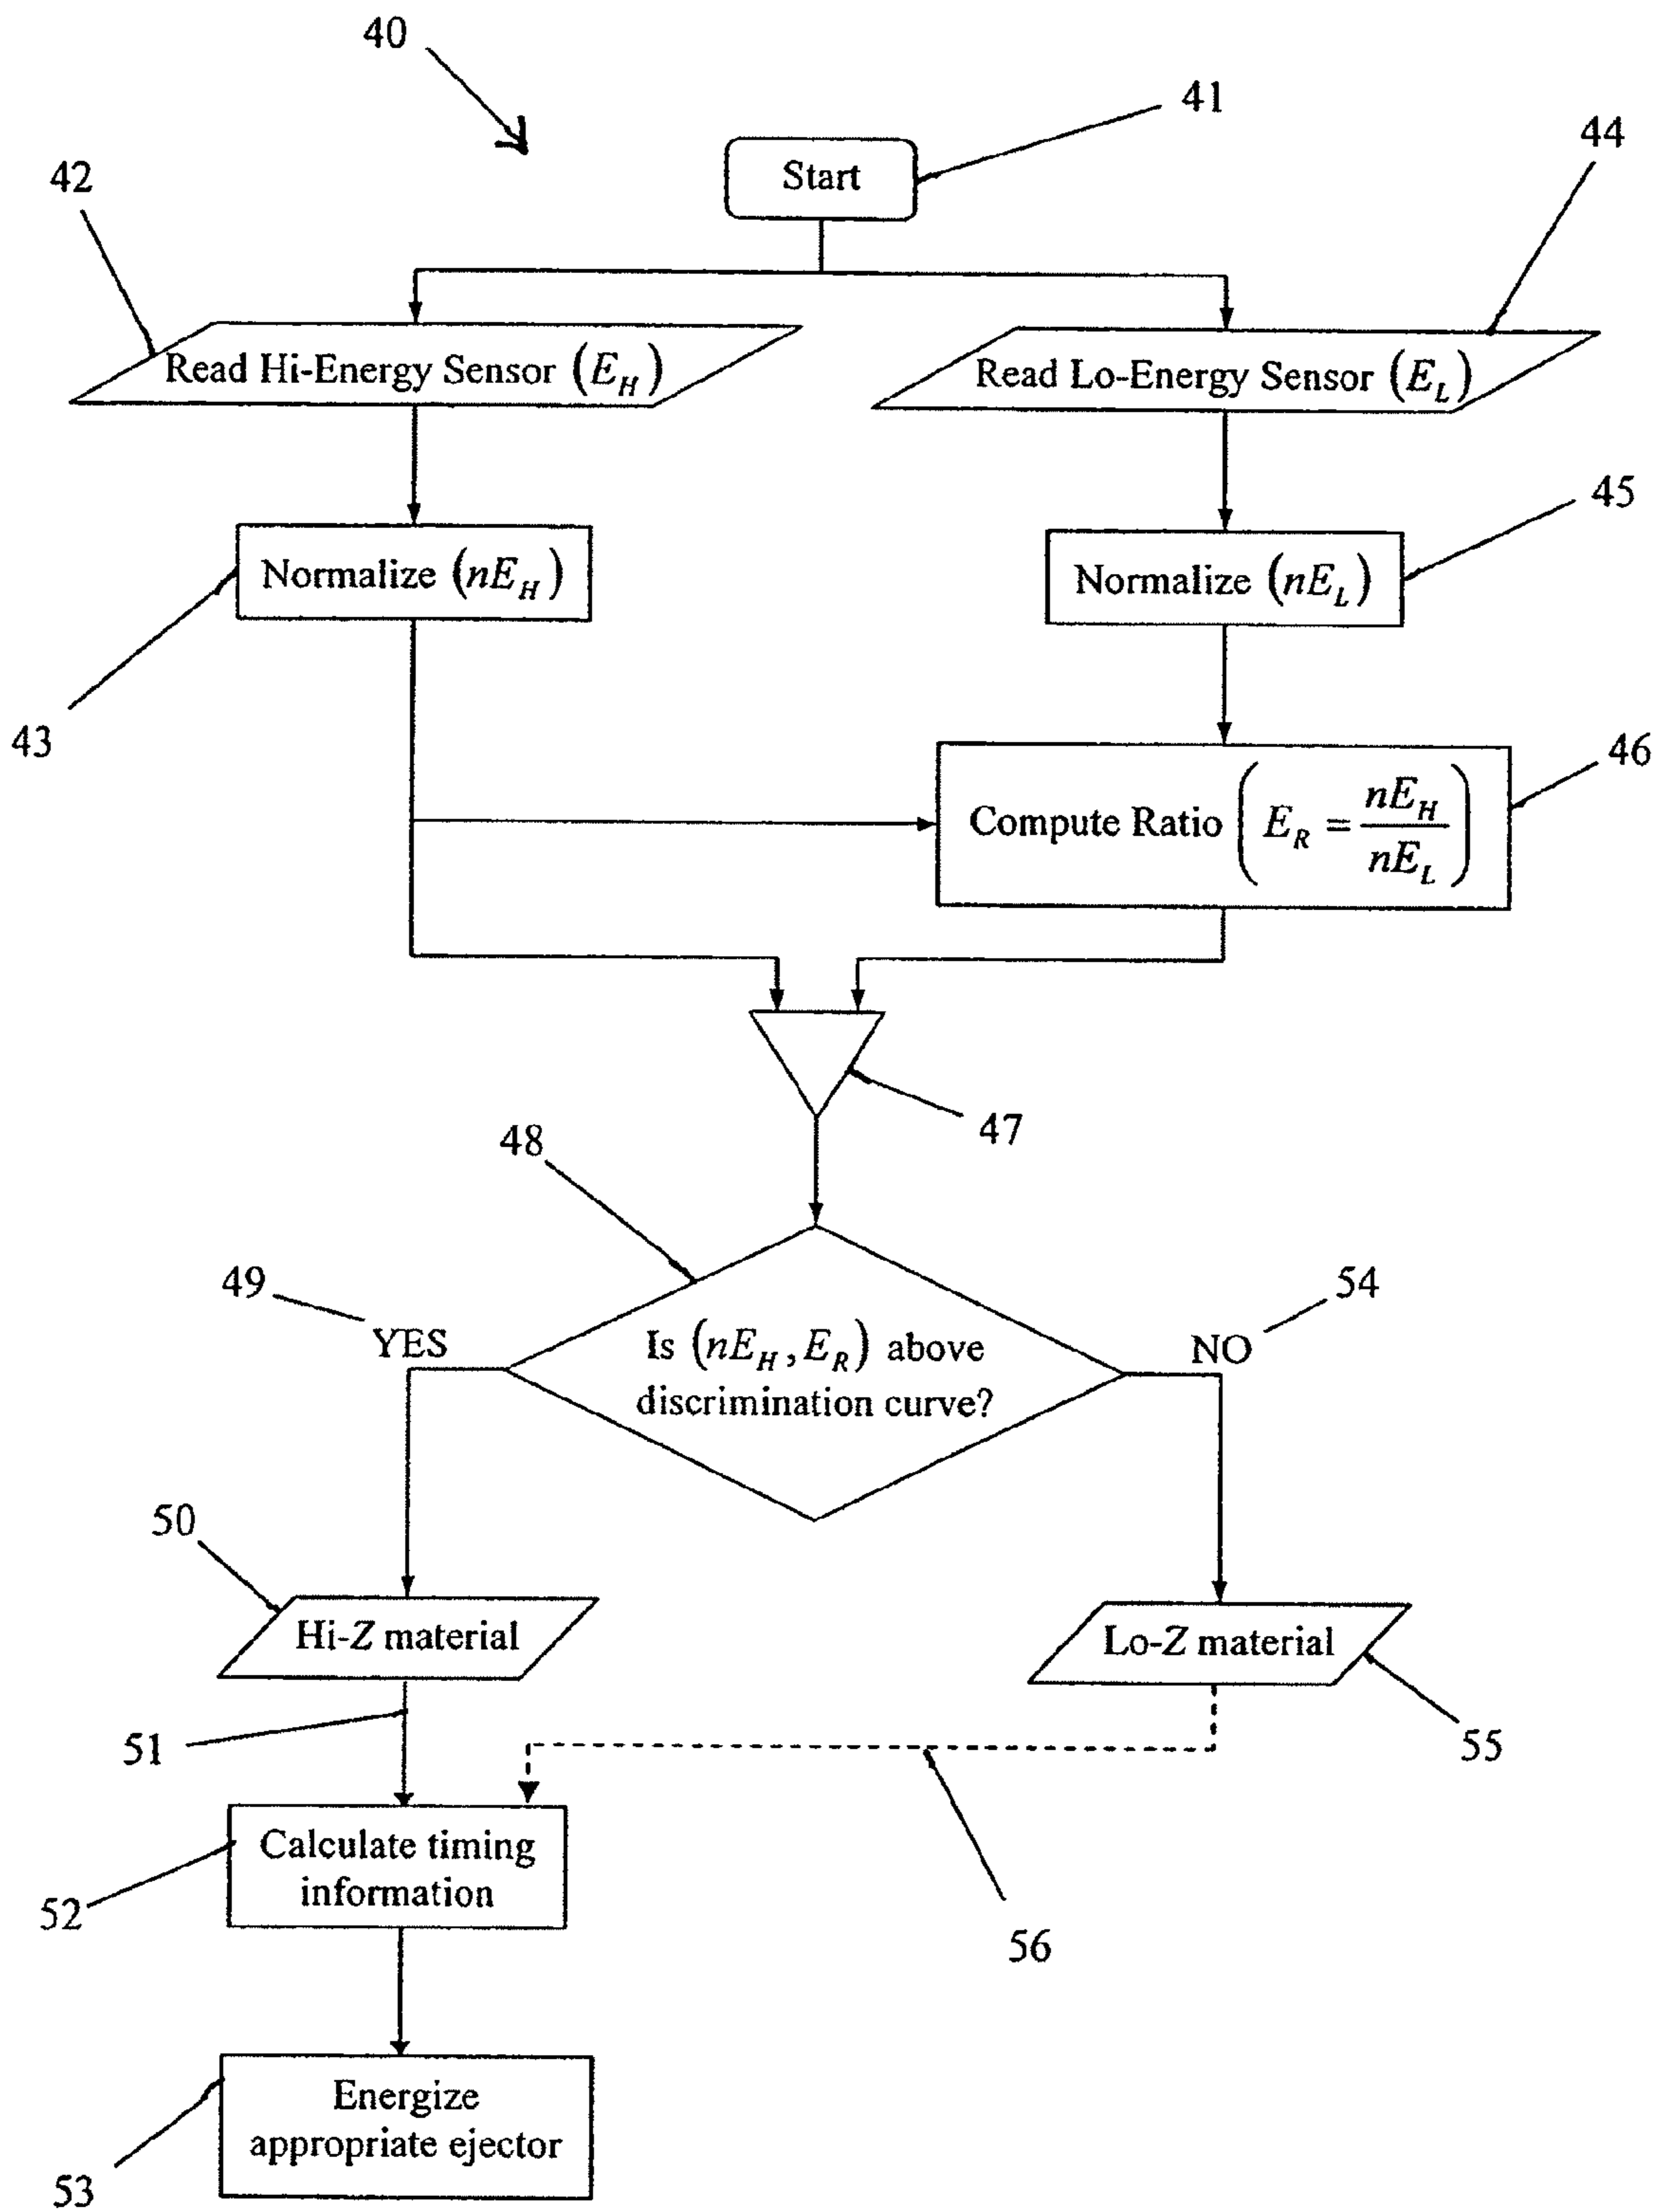 40
41
Start
44
42
Read Hi-Energy Sensor (E_H)
Read Lo-Energy Sensor (E_L)
45
Normalize (nE_H)
Normalize (nE_L)
43
46
Compute Ratio (E_R = nE_H / nE_L)
47
48
49
54
YES
NO
Is (nE_H, E_R) above
discrimination curve?
50
Hi-Z material
Lo-Z material
51
55
Calculate timing
information
52
56
Energize
appropriate ejector
53